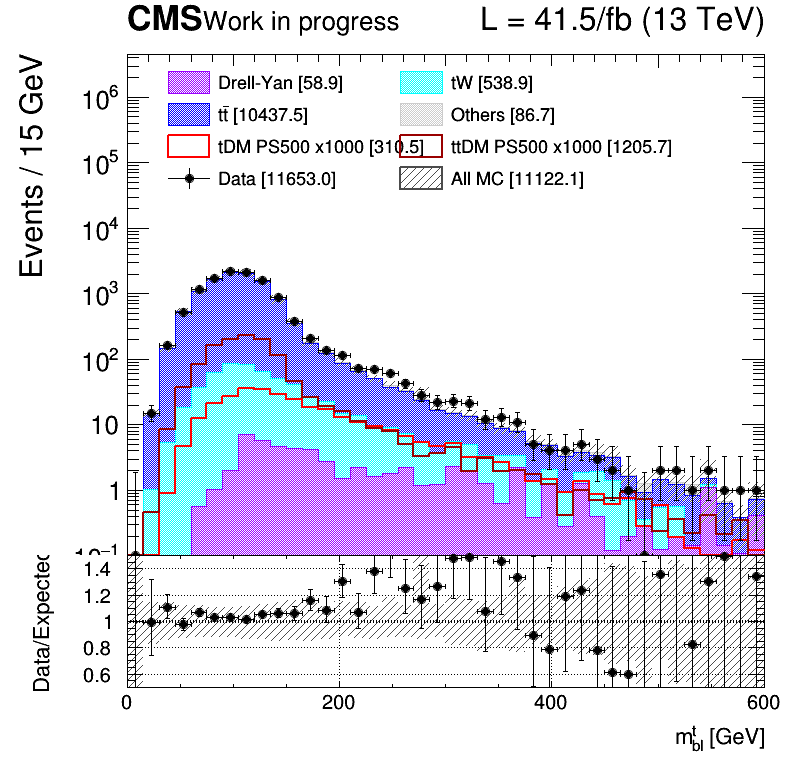 CMS Work in progress L = 41.5/fb (13 TeV)
Events / 15 GeV
Drell-Yan [58.9] tW [538.9]
tt̄ [10437.5] Others [86.7]
tDM PS500 x1000 [310.5] ttDM PS500 x1000 [1205.7]
Data [11653.0] All MC [11122.1]
10⁶
10⁵
10⁴
10³
10²
10
1
10⁻¹
Data/Expected
1.4
1.2
1
0.8
0.6
0 200 400 600
mᵗbl [GeV]